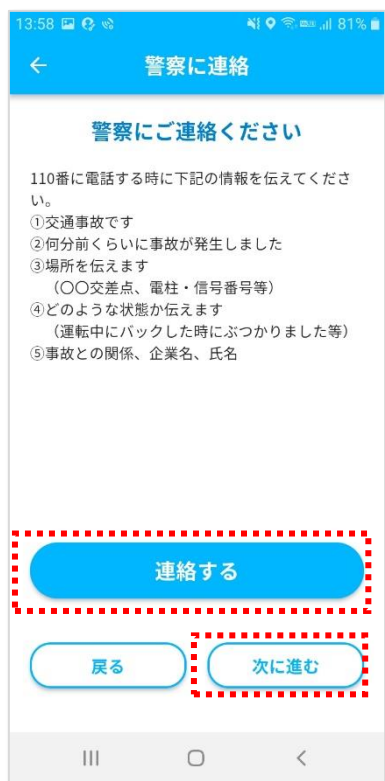 13:58 81%
警察に連絡
警察にご連絡ください
110番に電話する時に下記の情報を伝えてくださ
い。
①交通事故です
②何分前くらいに事故が発生しました
③場所を伝えます
（〇〇交差点、電柱・信号番号等）
④どのような状態か伝えます
（運転中にバックした時にぶつかりました等）
⑤事故との関係、企業名、氏名
連絡する
戻る 次に進む